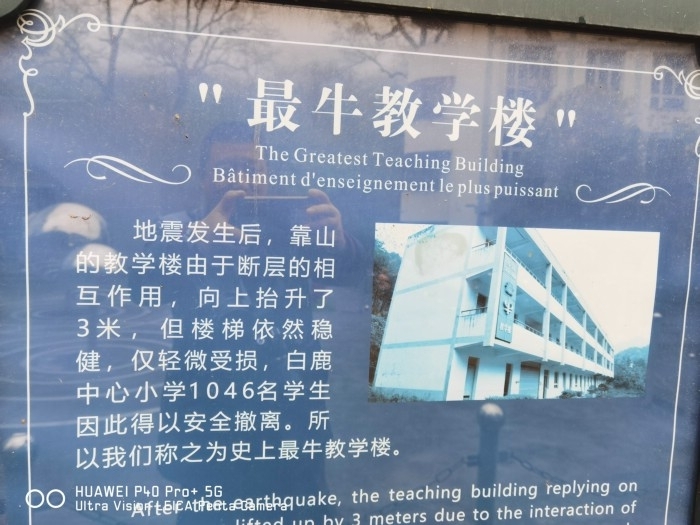 "最牛教学楼"
The Greatest Teaching Building
Bâtiment d'enseignement le plus puissant
地震发生后，靠山
的教学楼由于断层的相
互作用，向上抬升了
3米，但楼梯依然稳
健，仅轻微受损，白鹿
中心小学1046名学生
因此得以安全撤离。所
以我们称之为史上最牛教学楼。
After the earthquake, the teaching building replying on
lifted up by 3 meters due to the interaction of
HUAWEI P40 Pro+ 5G
Ultra Vision LEICA Penta Camera